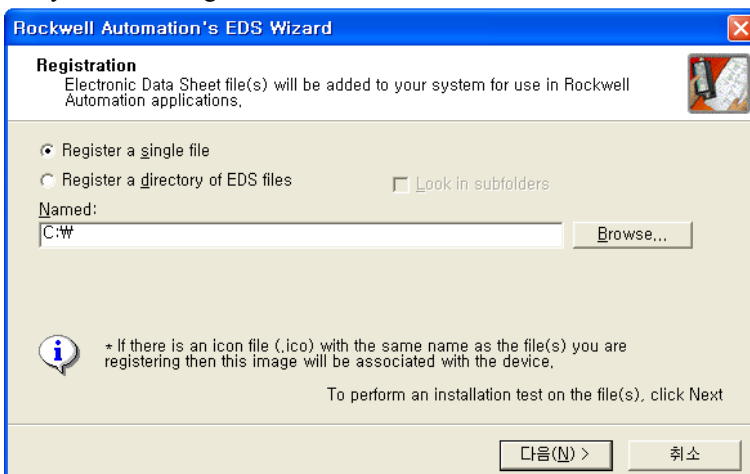 Rockwell Automation's EDS Wizard
Registration
Electronic Data Sheet file(s) will be added to your system for use in Rockwell
Automation applications,
Register a single file
Register a directory of EDS files
Look in subfolders
Named:
C:₩
Browse,,,
* If there is an icon file (,ico) with the same name as the file(s) you are
registering then this image will be associated with the device,
To perform an installation test on the file(s), click Next
다음(N) >
취소